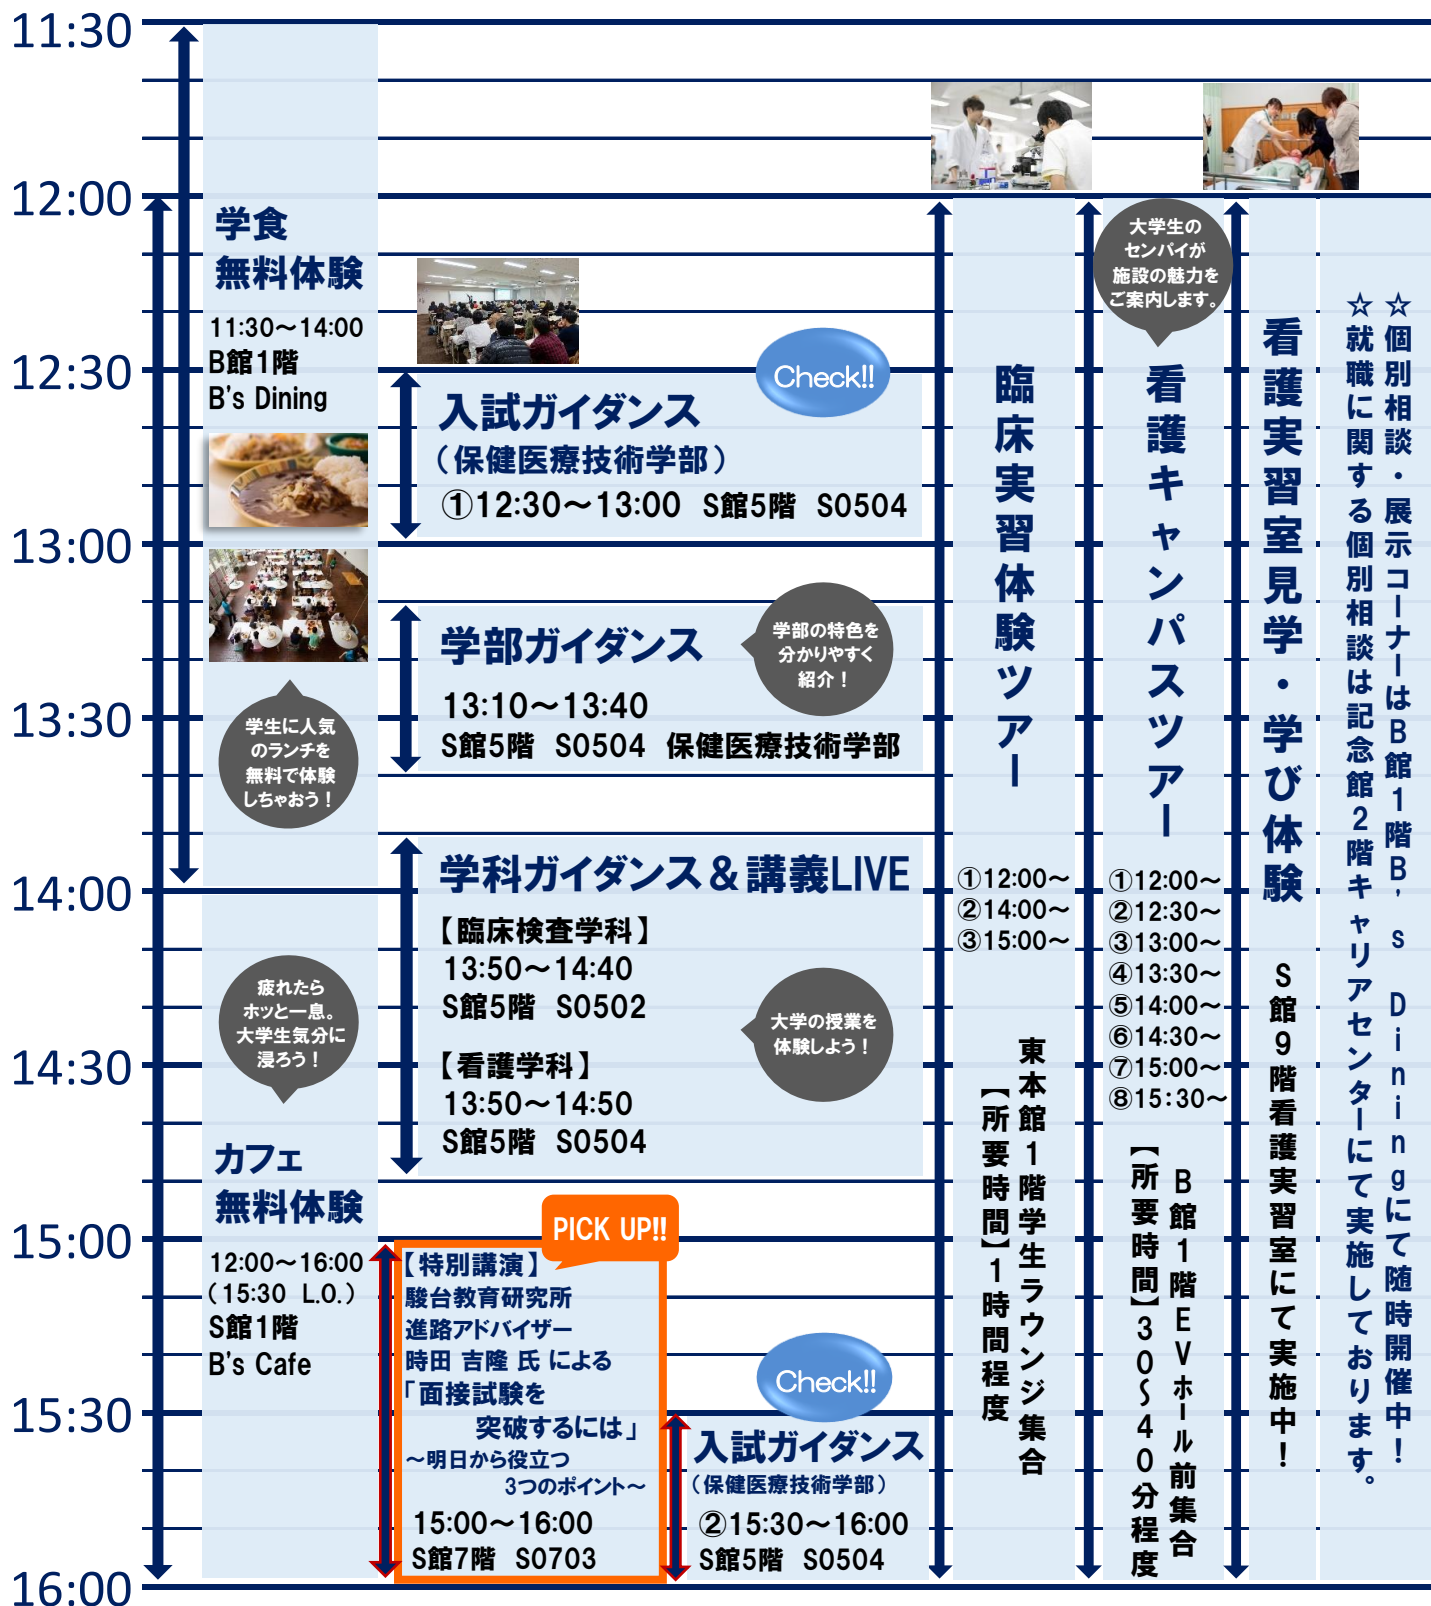 11:30
12:00
12:30
13:00
13:30
14:00
14:30
15:00
15:30
16:00
学食
無料体験
11:30～14:00
B館1階
B's Dining
学生に人気
のランチを
無料で体験
しちゃおう！
疲れたら
ホッと一息。
大学生気分に
浸ろう！
カフェ
無料体験
12:00～16:00
（15:30 L.O.）
S館1階
B's Cafe
Check!!
入試ガイダンス
（保健医療技術学部）
①12:30～13:00 S館5階 S0504
学部ガイダンス
13:10～13:40
S館5階 S0504 保健医療技術学部
学部の特色を
分かりやすく
紹介！
学科ガイダンス＆講義LIVE
【臨床検査学科】
13:50～14:40
S館5階 S0502
【看護学科】
13:50～14:50
S館5階 S0504
大学の授業を
体験しよう！
PICK UP!!
【特別講演】
駿台教育研究所
進路アドバイザー
時田 吉隆 氏 による
「面接試験を
突破するには」
～明日から役立つ
3つのポイント～
15:00～16:00
S館7階 S0703
Check!!
入試ガイダンス
（保健医療技術学部）
②15:30～16:00
S館5階 S0504
臨床実習体験ツアー
①12:00～
②14:00～
③15:00～
東本館1階学生ラウンジ集合
【所要時間】1時間程度
大学生の
センパイが
施設の魅力を
ご案内します。
看護キャンパスツアー
①12:00～
②12:30～
③13:00～
④13:30～
⑤14:00～
⑥14:30～
⑦15:00～
⑧15:30～
B館1階EVホール前集合
【所要時間】30～40分程度
看護実習室見学・学び体験
S館9階看護実習室にて実施中！
☆個別相談・展示コーナーはB館1階B's Diningにて随時開催中！
☆就職に関する個別相談は記念館2階キャリアセンターにて実施しております。